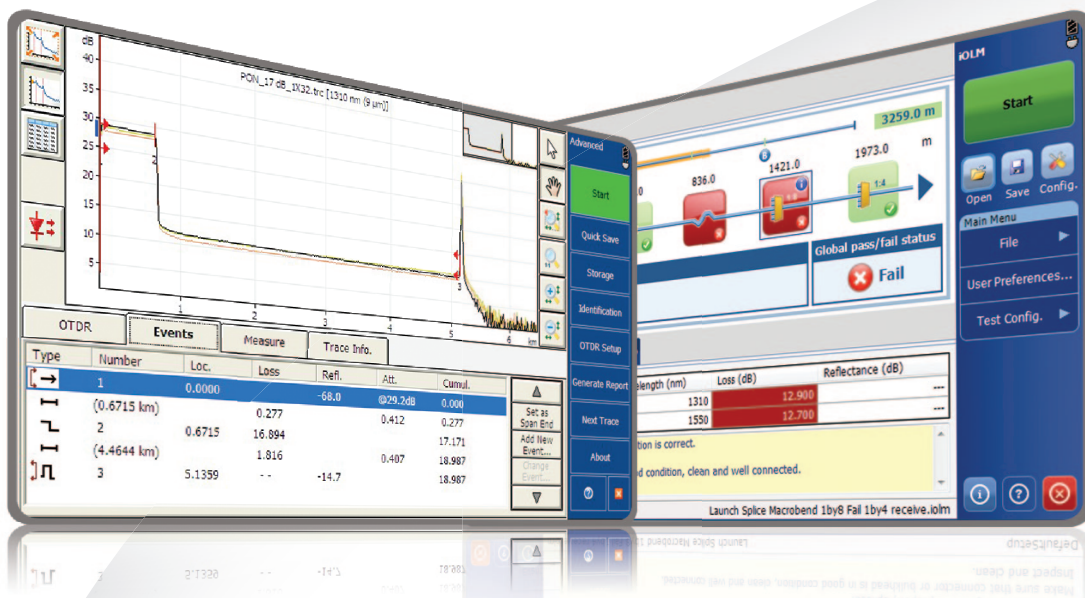 dB
40
35
30
25
20
15
10
5
PON_17 dB_1X32.trc [1310 nm (9 μm)]
2
3
1 2 3 4 5 6 km
OTDR Events Measure Trace Info.
Type Number Loc. Loss Refl. Att. Cumul.
1 0.0000 -68.0 @29.2dB 0.000
(0.6715 km) 0.277 0.412 0.277
2 0.6715 16.894 17.171
(4.4644 km) 1.816 0.407 18.987
3 5.1359 -- -14.7 18.987
Set as
Span End
Add New
Event...
Change
Event...
Advanced
Start
Quick Save
Storage
Identification
OTDR Setup
Generate Report
Next Trace
About
3259.0 m
B
.0 836.0 1421.0 1973.0 m
1:8 1:4
Global pass/fail status
Fail
elength (nm) Loss (dB) Reflectance (dB)
1310 12.900 ---
1550 12.700 ---
tion is correct.
d condition, clean and well connected.
Launch Splice Macrobend 1by8 Fail 1by4 receive.iolm
iOLM
Start
Open Save Config.
Main Menu
File
User Preferences...
Test Config.